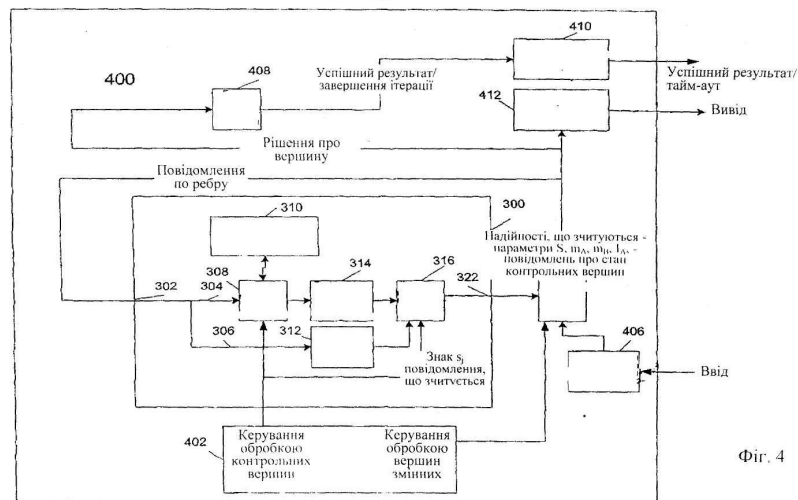 400
408
Успішний результат/
завершення ітерації
410
Успішний результат/
тайм-аут
412
Вивід
Рішення про
вершину
Повідомлення
по ребру
300
310
Надійності, що зчитуються -
параметри S, mA, mB, IA, -
повідомлень про стан
контрольних вершин
302
304
308
314
316
322
306
312
406
Знак sj
повідомлення,
що зчитується
Ввід
402
Керування
обробкою
контрольних
вершин
Керування
обробкою
вершин
змінних
Фіг. 4